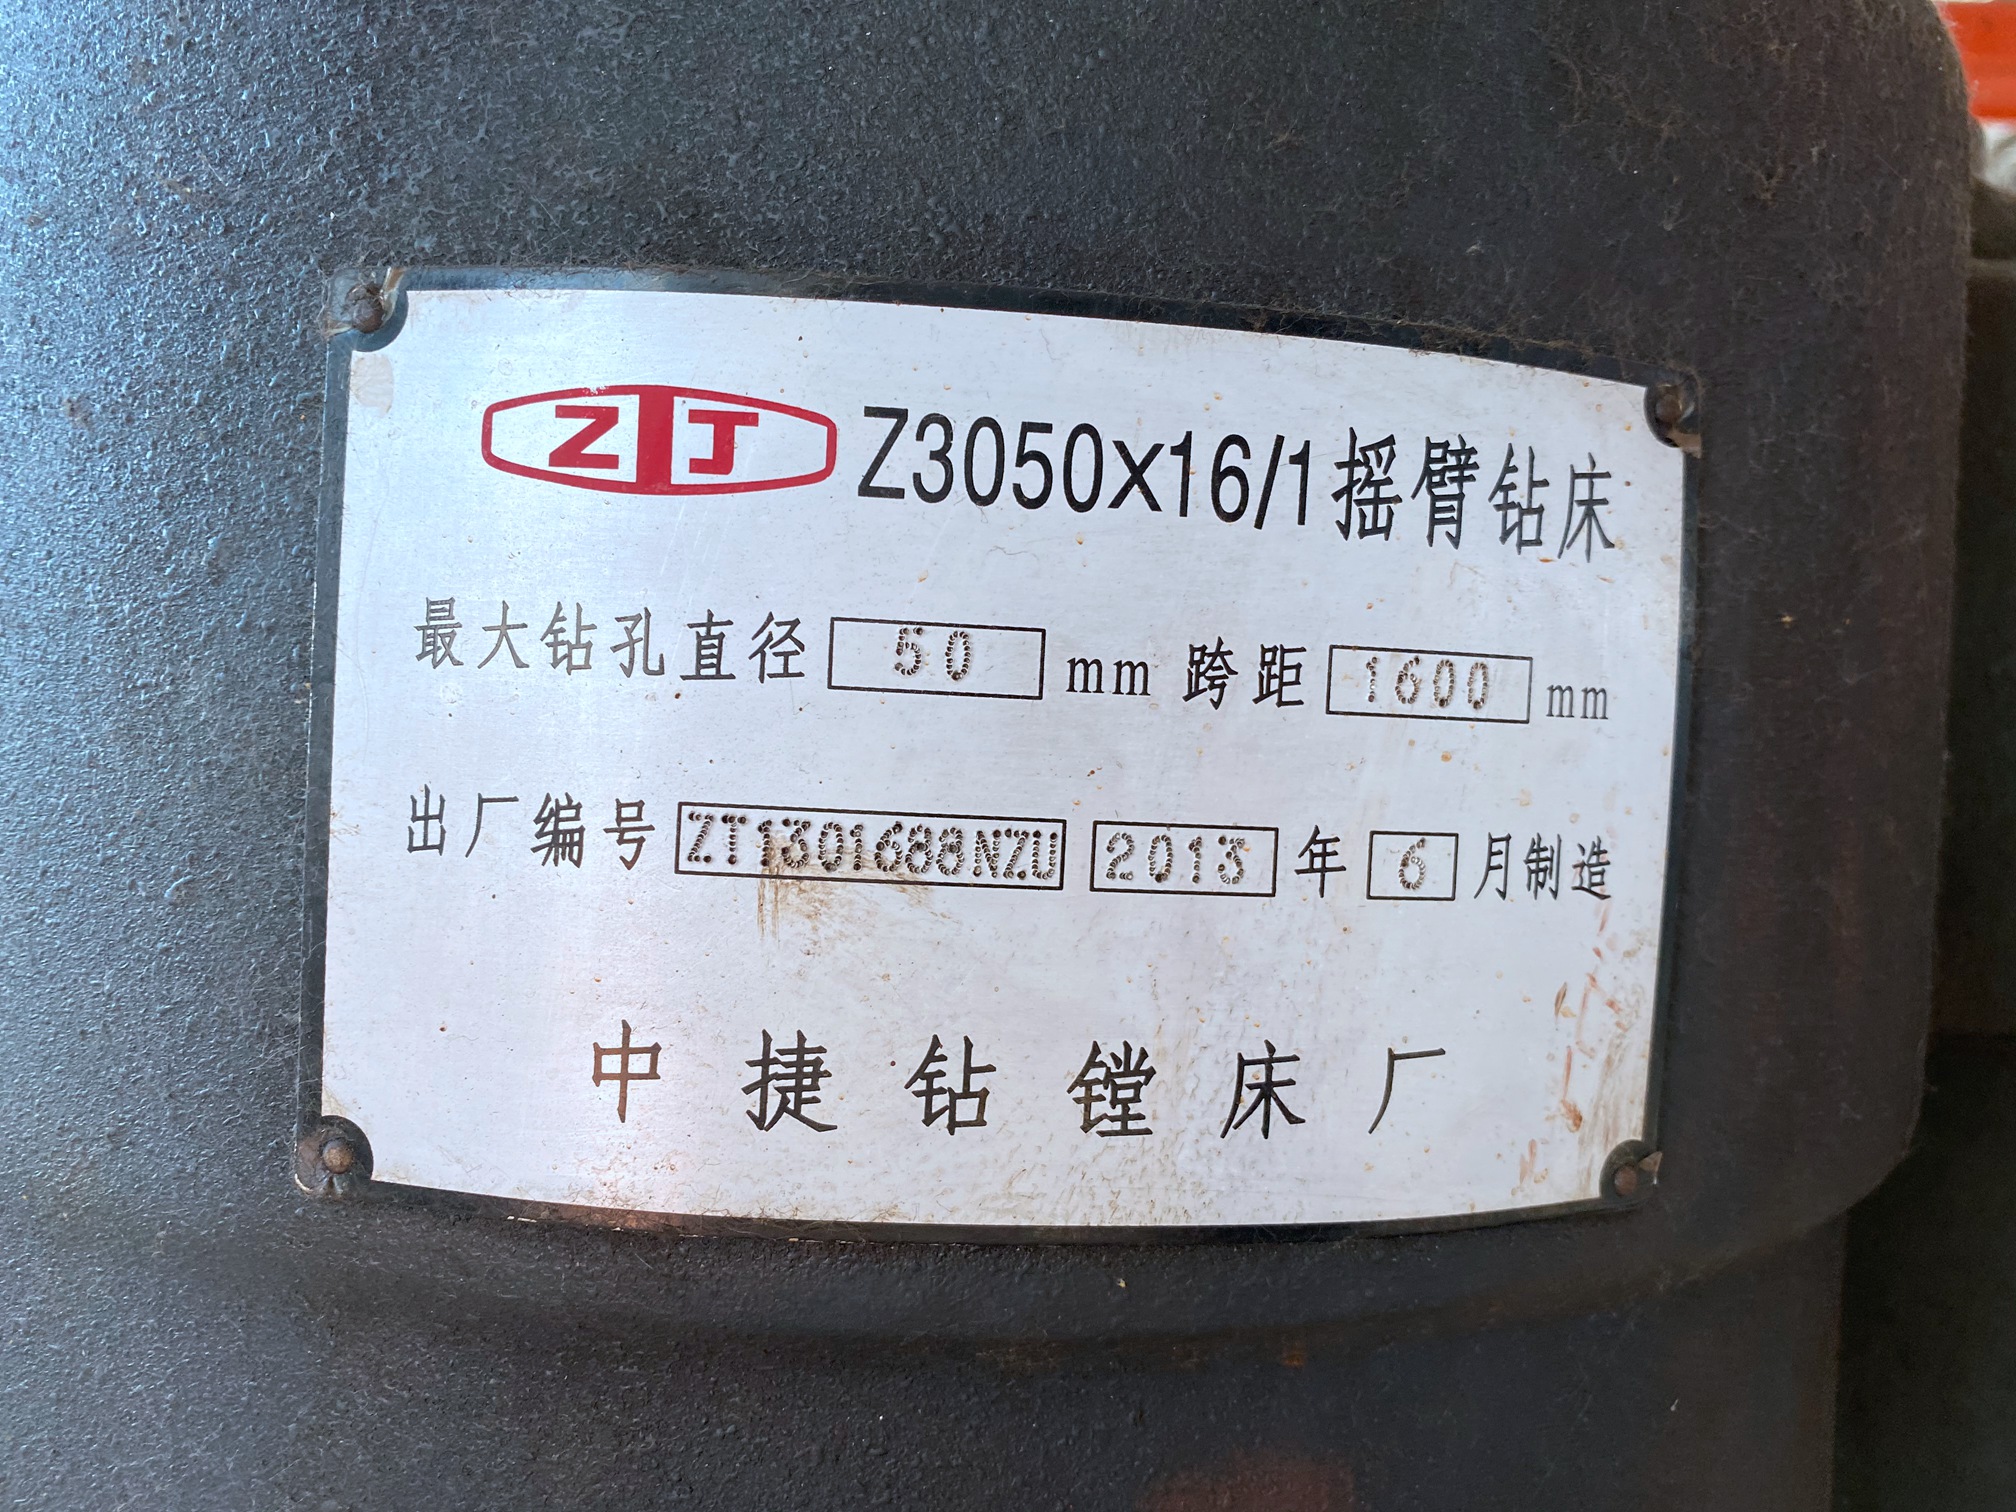 ZJ Z3050x16/1摇臂钻床
最大钻孔直径 50 mm 跨距 1600 mm
出厂编号 ZT1301688NZU 2013 年 6 月制造
中捷钻镗床厂